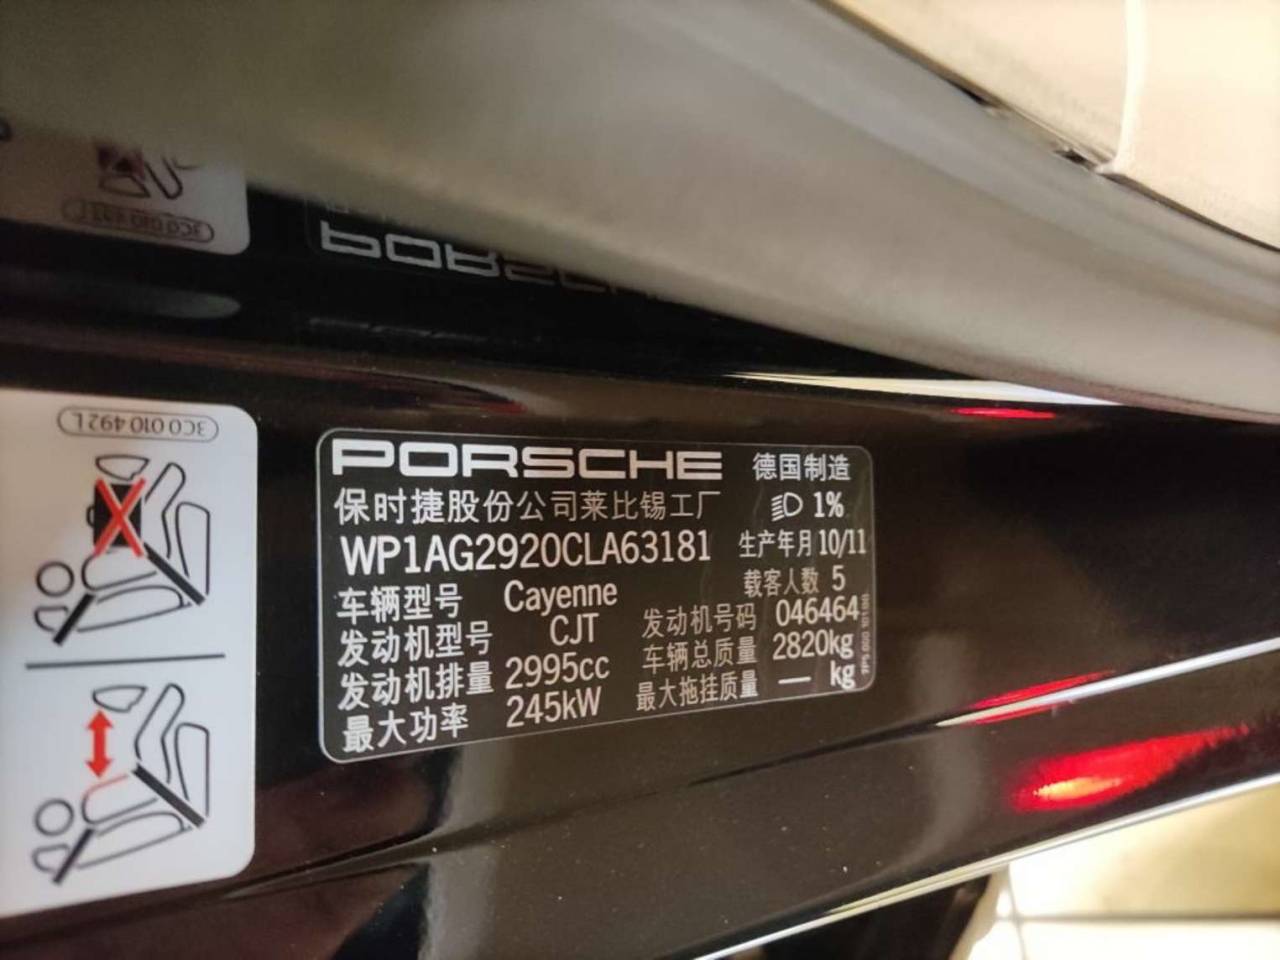 3C0 010 492 L
PORSCHE 德国制造
保时捷股份公司莱比锡工厂 1%
WP1AG2920CLA63181 生产年月 10/11
载客人数 5
车辆型号 Cayenne 发动机号码 046464
发动机型号 CJT 车辆总质量 2820kg
发动机排量 2995cc 最大拖挂质量 — kg
最大功率 245kW